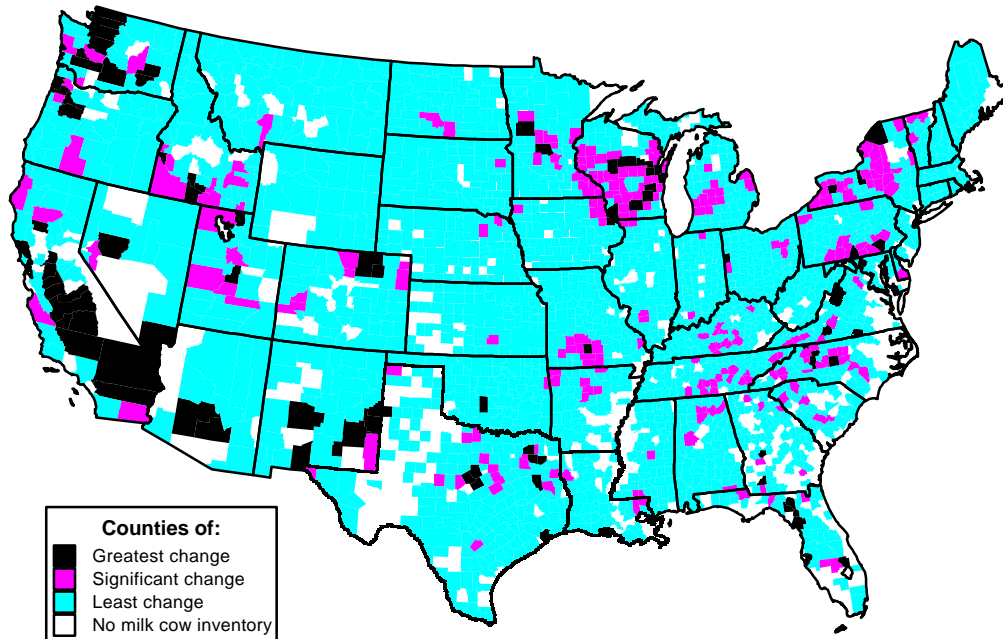 Counties of:
Greatest change
Significant change
Least change
No milk cow inventory